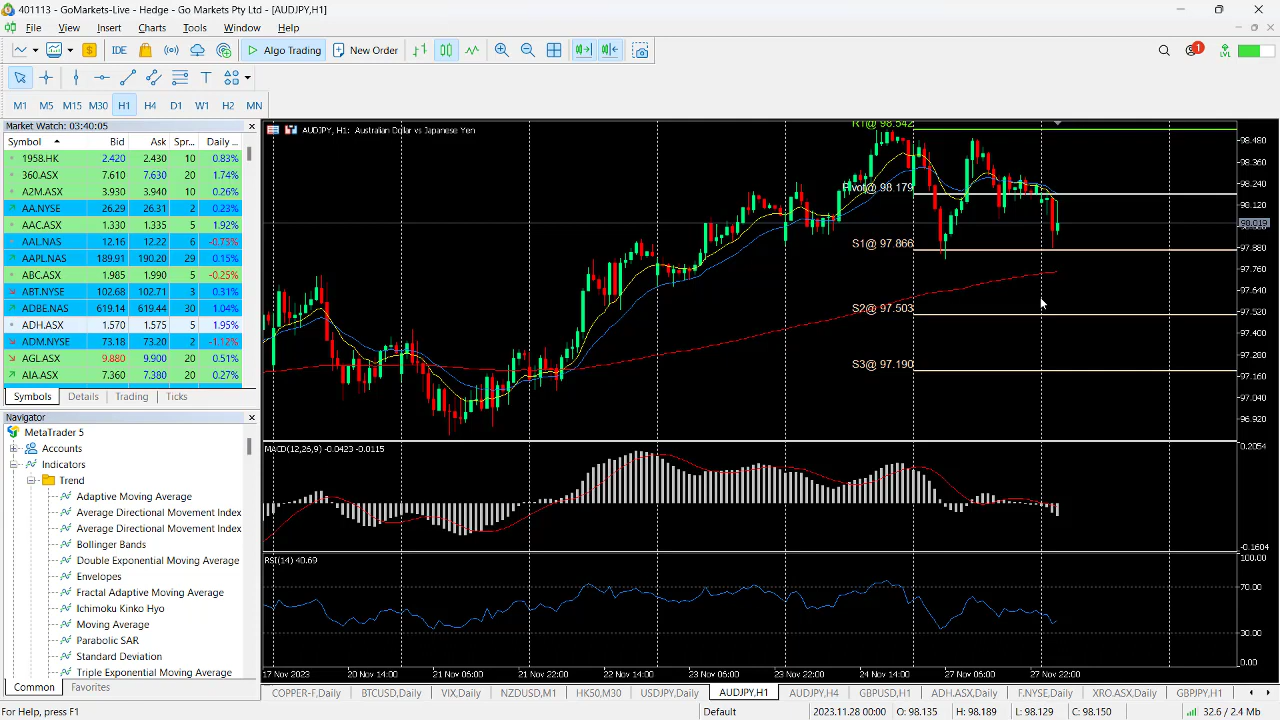 401113 - GoMarkets-Live - Hedge - Go Markets Pty Ltd - [AUDJPY,H1]
File View Insert Charts Tools Window Help
IDE Algo Trading New Order 1 LVL
T
M1 M5 M15 M30 H1 H4 D1 W1 H2 MN
Market Watch: 03:40:05
Symbol Bid Ask Spr... Daily ...
1958.HK 2.420 2.430 10 0.83%
360.ASX 7.610 7.630 20 1.74%
A2M.ASX 3.930 3.940 10 0.26%
AA.NYSE 26.29 26.31 2 0.23%
AAC.ASX 1.330 1.335 5 1.92%
AAL.NAS 12.16 12.22 6 -0.75%
AAPL.NAS 189.91 190.20 29 0.15%
ABC.ASX 1.985 1.990 5 -0.25%
ABT.NYSE 102.68 102.71 3 0.31%
ADBE.NAS 619.14 619.44 30 1.04%
ADH.ASX 1.570 1.575 5 1.95%
ADM.NYSE 73.18 73.20 2 -1.12%
AGL.ASX 9.880 9.900 20 0.51%
AIA.ASX 7.360 7.380 20 0.27%
Symbols Details Trading Ticks
Navigator
MetaTrader 5
Accounts
Indicators
Trend
Adaptive Moving Average
Average Directional Movement Index
Average Directional Movement Index
Bollinger Bands
Double Exponential Moving Average
Envelopes
Fractal Adaptive Moving Average
Ichimoku Kinko Hyo
Moving Average
Parabolic SAR
Standard Deviation
Triple Exponential Moving Average
Common Favorites
AUDJPY, H1: Australian Dollar vs Japanese Yen
R1@ 98.542
Pivot@ 98.179
S1@ 97.866
S2@ 97.503
S3@ 97.190
98.480
98.360
98.240
98.120
98.019
97.880
97.760
97.640
97.520
97.400
97.280
97.160
97.040
96.920
MACD(12,26,9) -0.0423 -0.0115
0.2054
-0.1604
RSI(14) 40.69
100.00
70.00
30.00
0.00
17 Nov 2023 20 Nov 14:00 21 Nov 06:00 21 Nov 22:00 22 Nov 14:00 23 Nov 06:00 23 Nov 22:00 24 Nov 14:00 27 Nov 06:00 27 Nov 22:00
COPPER-F,Daily BTCUSD,Daily VIX,Daily NZDUSD,M1 HK50,M30 USDJPY,Daily AUDJPY,H1 AUDJPY,H4 GBPUSD,H1 ADH.ASX,Daily F.NYSE,Daily XRO.ASX,Daily GBPJPY,H1
For Help, press F1 Default 2023.11.28 00:00 O: 98.135 H: 98.189 L: 98.129 C: 98.150 32.6 / 2.4 Mb